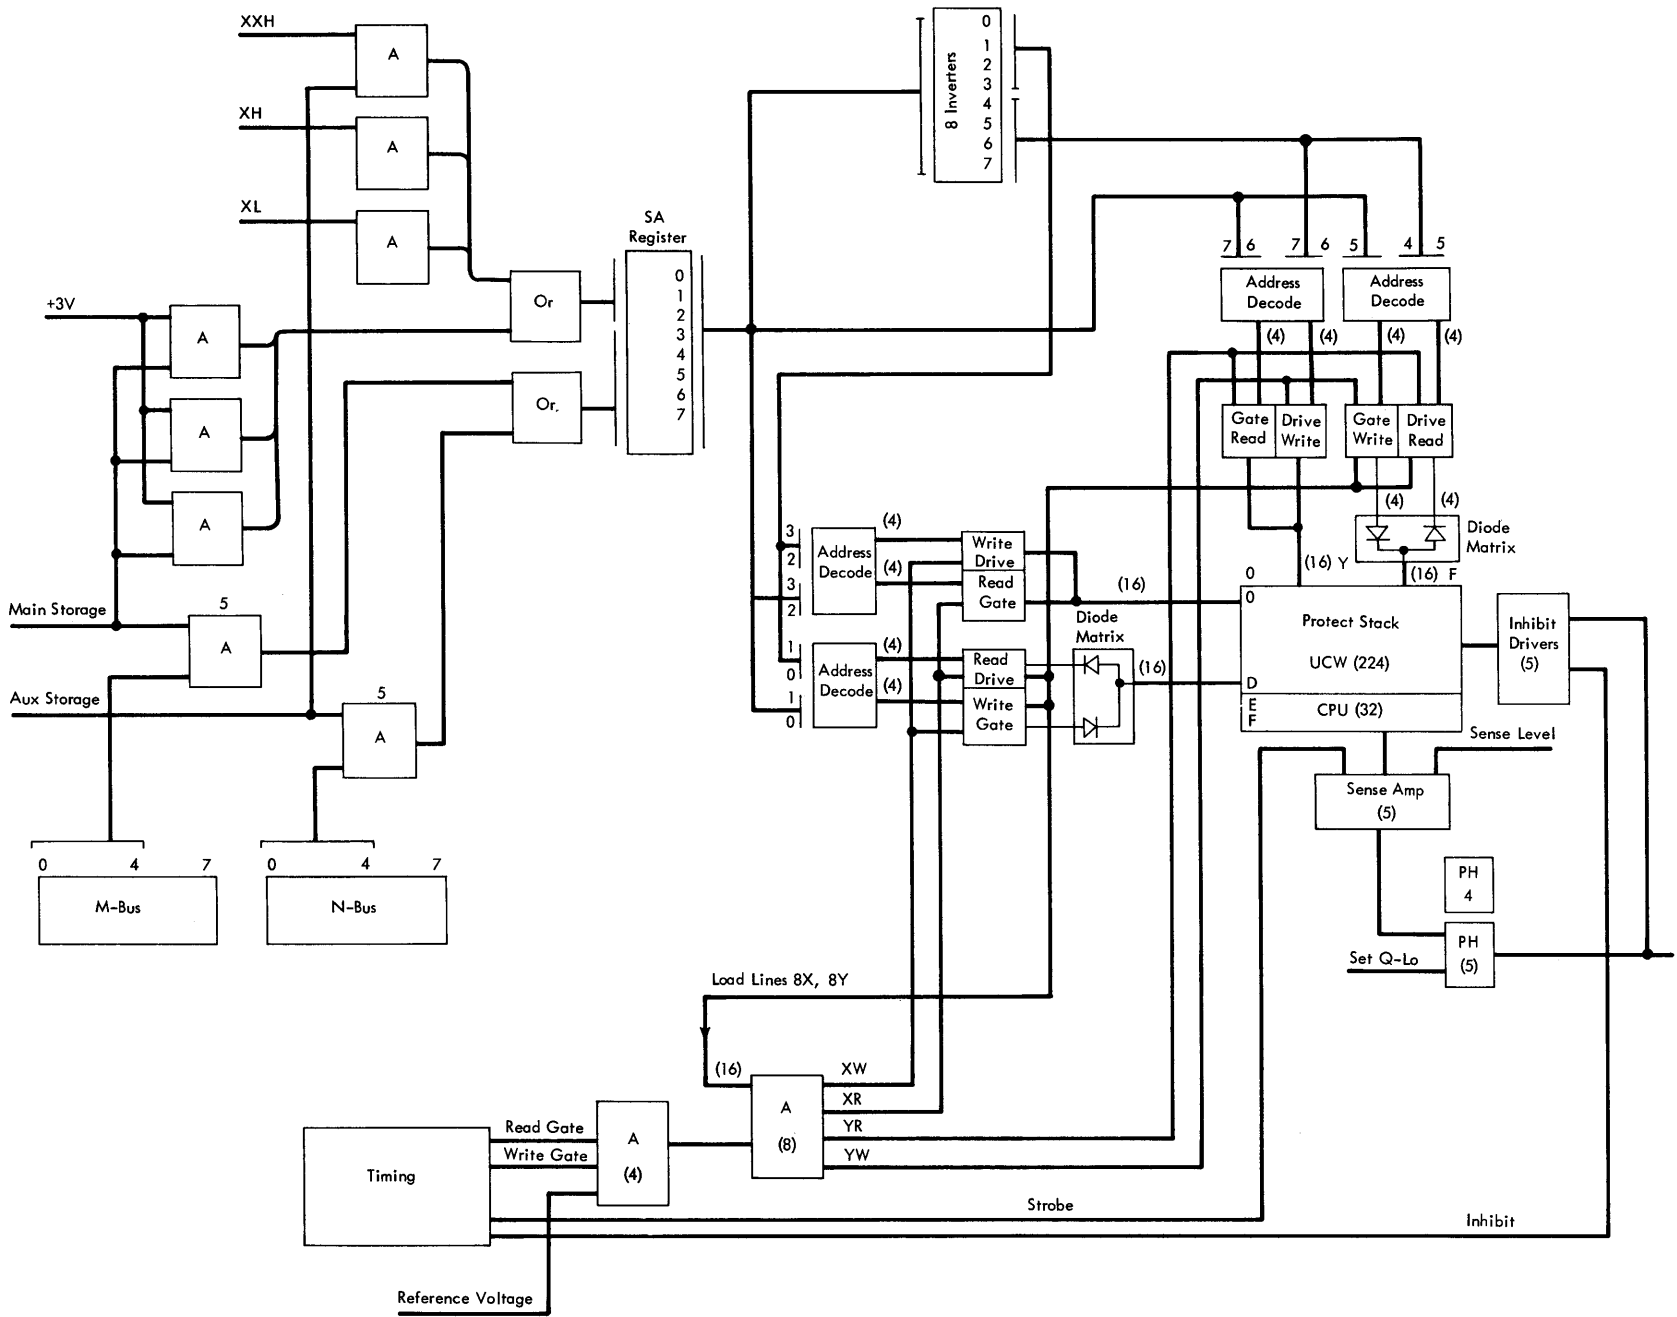 XXH
A
XH
A
XL
A
+3V
A
A
A
Or
Or.
SA
Register
0
1
2
3
4
5
6
7
8 Inverters
0
1
2
3
4
5
6
7
7 6
7 6
5
4 5
Address
Decode
Address
Decode
(4)
(4)
(4)
(4)
Gate
Read
Drive
Write
Gate
Write
Drive
Read
(4)
(4)
Diode
Matrix
(16) Y
(16) F
Main Storage
5
A
Aux Storage
5
A
0 4 7
M-Bus
0 4 7
N-Bus
3
2
3
2
Address
Decode
(4)
(4)
Write
Drive
Read
Gate
(16)
1
0
1
0
Address
Decode
(4)
(4)
Read
Drive
Write
Gate
Diode
Matrix
(16)
0
0
D
E
F
Protect Stack
UCW (224)
CPU (32)
Inhibit
Drivers
(5)
Sense Level
Sense Amp
(5)
PH
4
PH
(5)
Set Q-Lo
Load Lines 8X, 8Y
(16)
A
(8)
XW
XR
YR
YW
Timing
Read Gate
Write Gate
A
(4)
Strobe
Inhibit
Reference Voltage